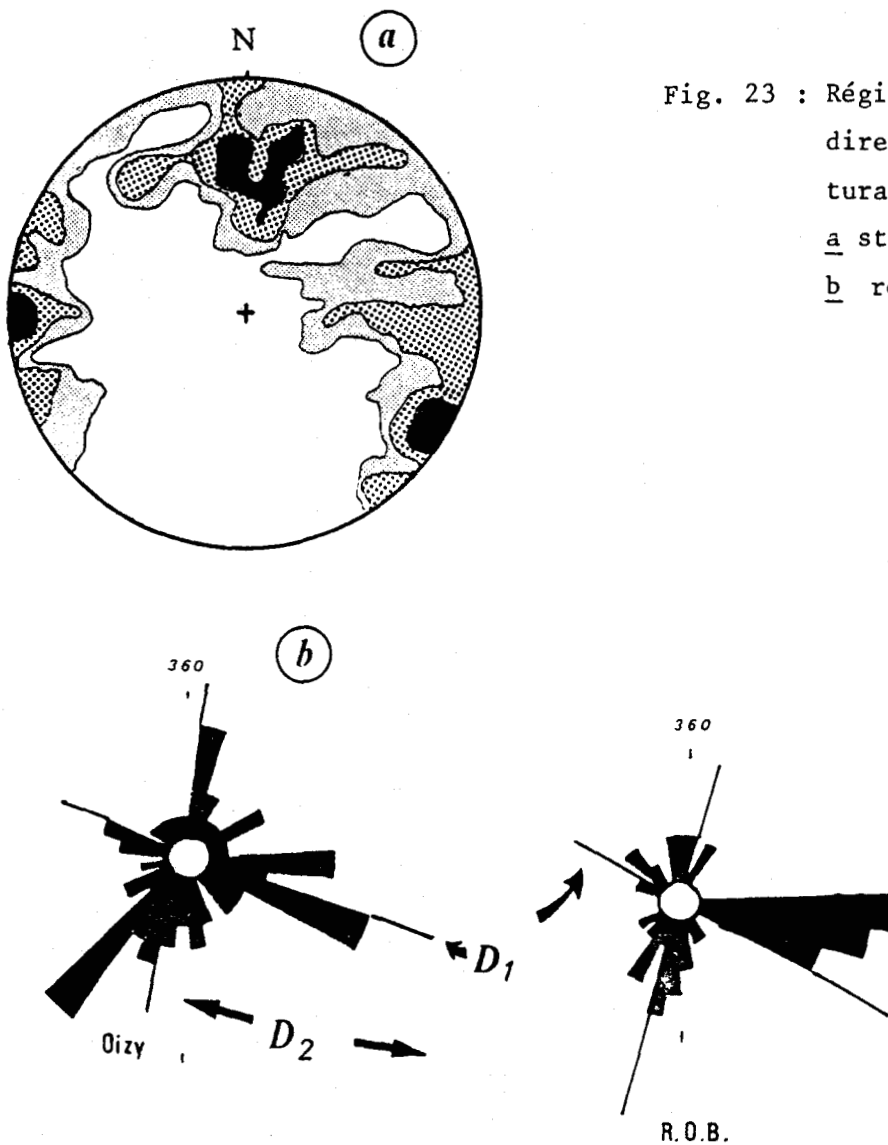 N
a
Fig. 23 : Régi
dire
tura
a st
b re
b
360
360
D1
D2
Oizy
R.O.B.